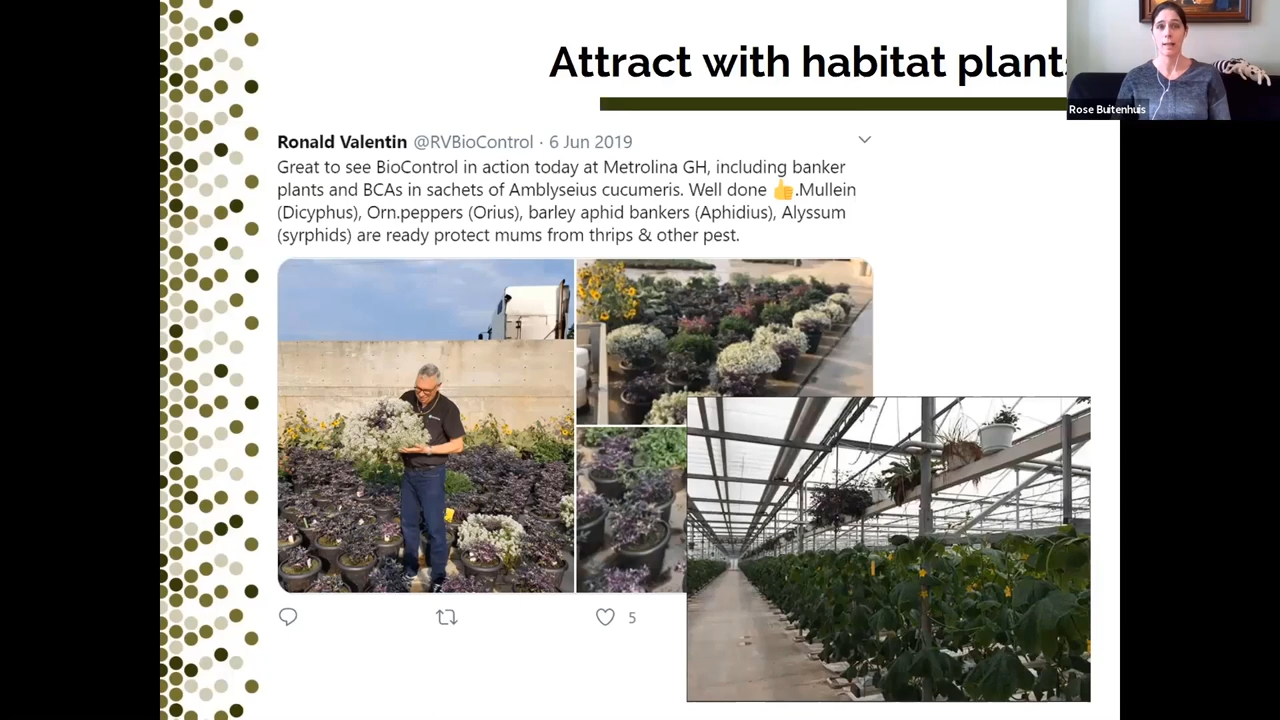 Attract with habitat plants
Rose Buitenhuis
Ronald Valentin @RVBioControl · 6 Jun 2019
Great to see BioControl in action today at Metrolina GH, including banker
plants and BCAs in sachets of Amblyseius cucumeris. Well done 👍.Mullein
(Dicyphus), Orn.peppers (Orius), barley aphid bankers (Aphidius), Alyssum
(syrphids) are ready protect mums from thrips & other pest.
5